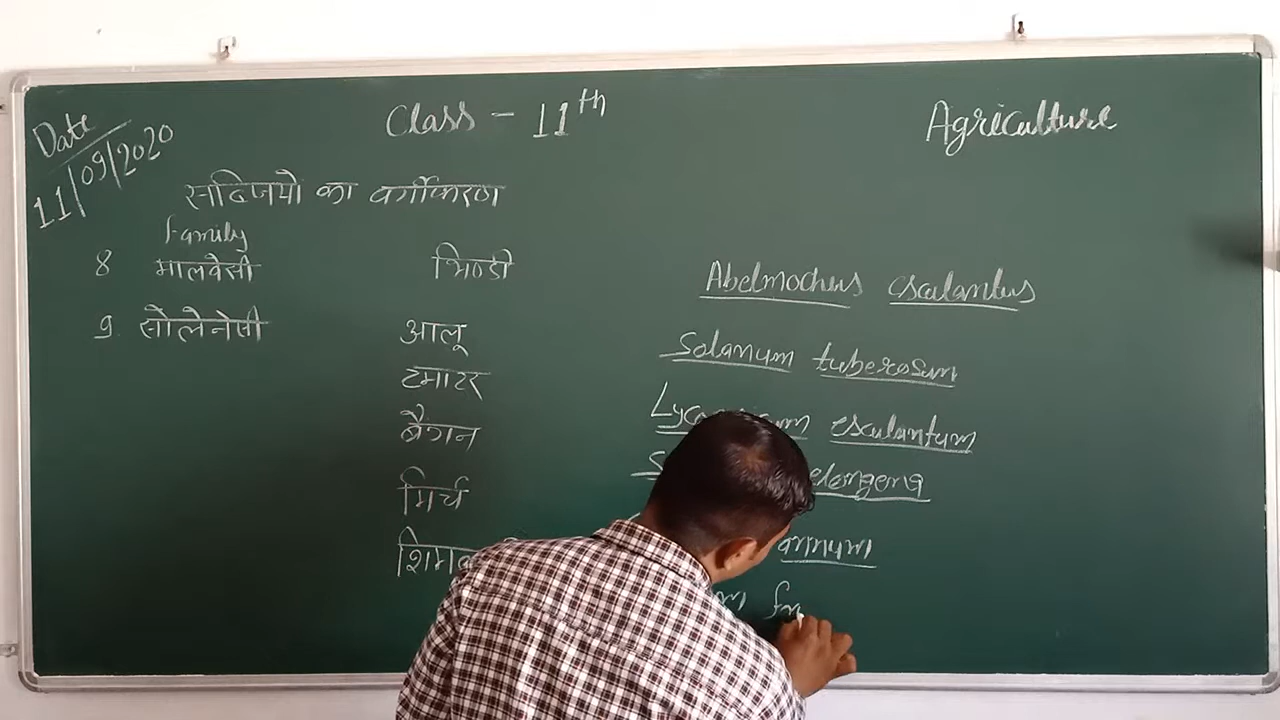 Date
11/09/2020
Class - 11th
Agriculture
सब्जियो का वर्गीकरण
Family
8 मालवेसी भिण्डी Abelmochus esculantus
9. सोलेनेसी आलू Solanum tuberosum
टमाटर esculantum
बैगन
मिर्च annum